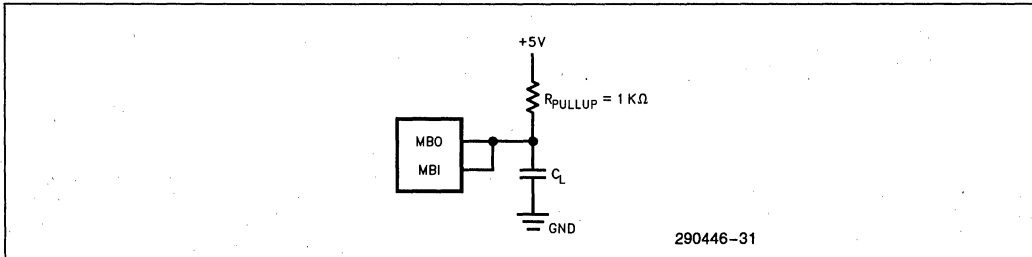 +5V
R_PULLUP = 1 KΩ
MBO
MBI
C_L
GND
290446-31